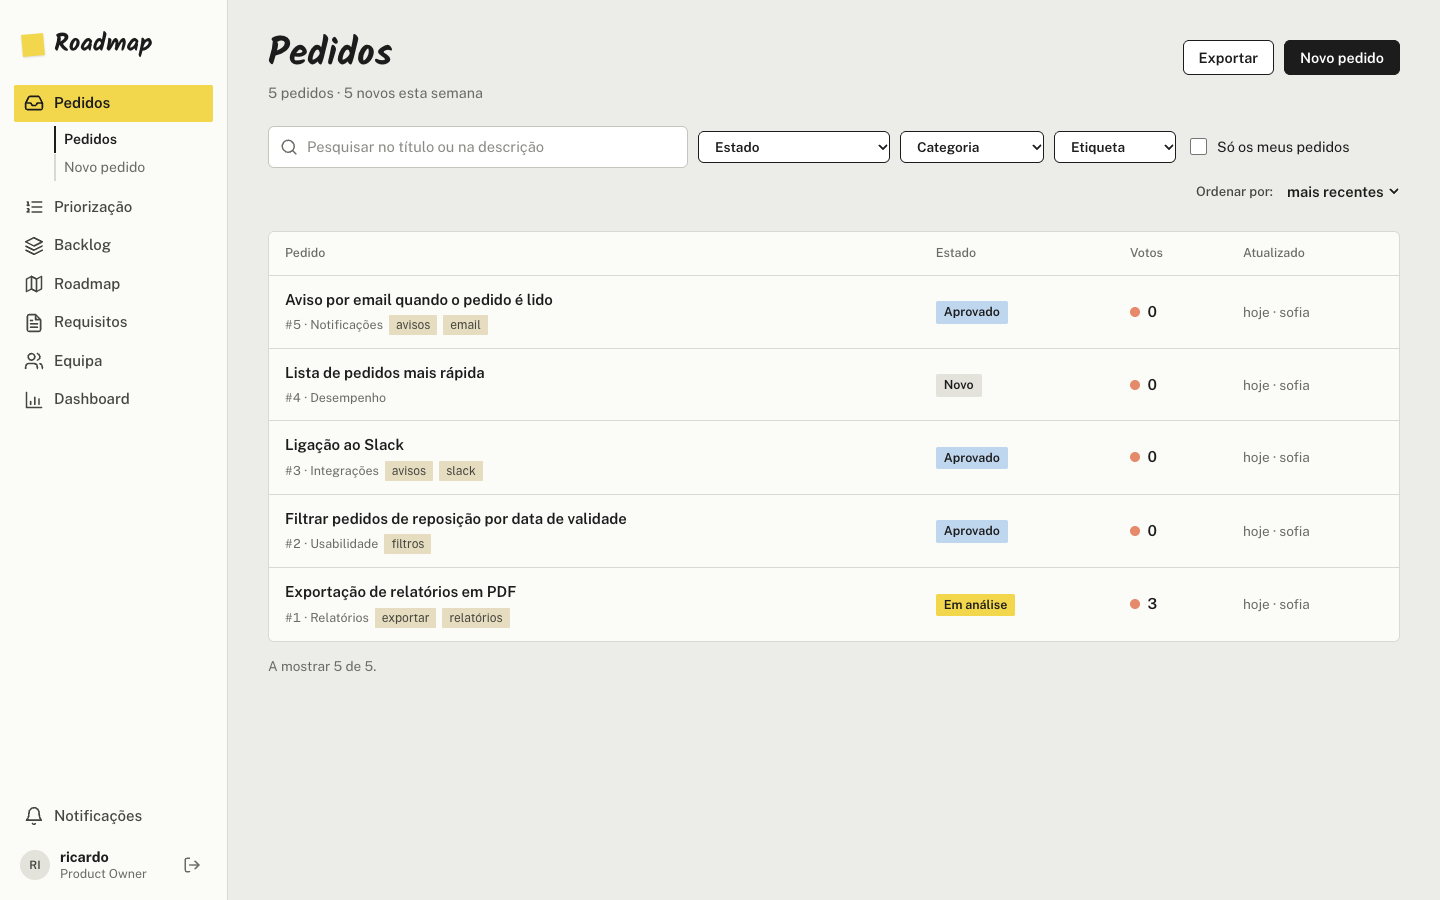 Roadmap
Pedidos
Pedidos
Novo pedido
Priorização
Backlog
Roadmap
Requisitos
Equipa
Dashboard
Notificações
RI
ricardo
Product Owner
Pedidos
5 pedidos · 5 novos esta semana
Exportar
Novo pedido
Pesquisar no título ou na descrição
Estado
Categoria
Etiqueta
Só os meus pedidos
Ordenar por: mais recentes
Pedido Estado Votos Atualizado
Aviso por email quando o pedido é lido
#5 · Notificações avisos email
Aprovado
0
hoje · sofia
Lista de pedidos mais rápida
#4 · Desempenho
Novo
0
hoje · sofia
Ligação ao Slack
#3 · Integrações avisos slack
Aprovado
0
hoje · sofia
Filtrar pedidos de reposição por data de validade
#2 · Usabilidade filtros
Aprovado
0
hoje · sofia
Exportação de relatórios em PDF
#1 · Relatórios exportar relatórios
Em análise
3
hoje · sofia
A mostrar 5 de 5.